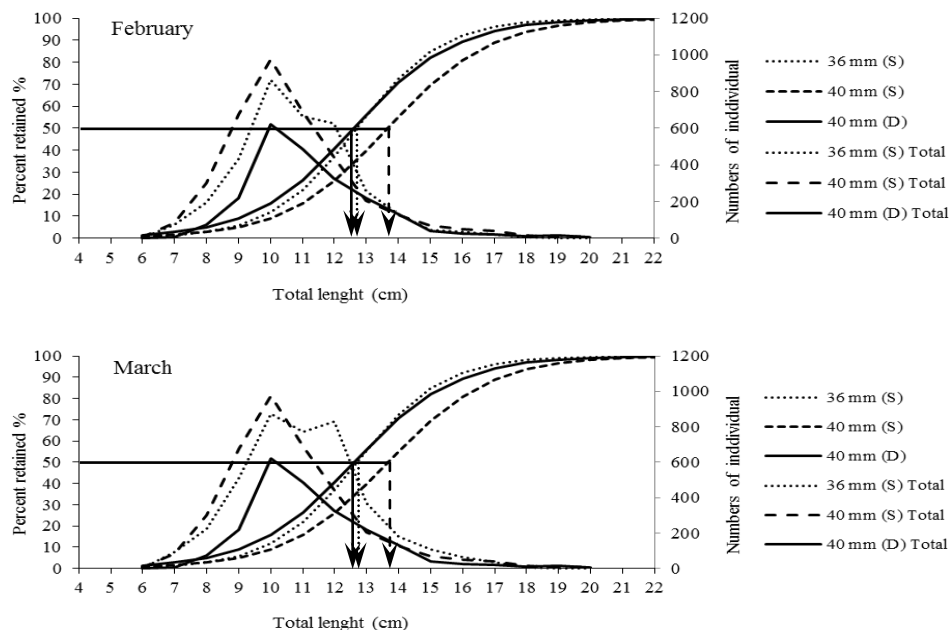 February
Percent retained %
100
90
80
70
60
50
40
30
20
10
0
1200
1000
800
600
400
200
0
Numbers of inddividual
4 5 6 7 8 9 10 11 12 13 14 15 16 17 18 19 20 21 22
Total lenght (cm)
36 mm (S)
40 mm (S)
40 mm (D)
36 mm (S) Total
40 mm (S) Total
40 mm (D) Total
March
Percent retained %
100
90
80
70
60
50
40
30
20
10
0
1200
1000
800
600
400
200
0
Numbers of inddividual
4 5 6 7 8 9 10 11 12 13 14 15 16 17 18 19 20 21 22
Total lenght (cm)
36 mm (S)
40 mm (S)
40 mm (D)
36 mm (S) Total
40 mm (S) Total
40 mm (D) Total